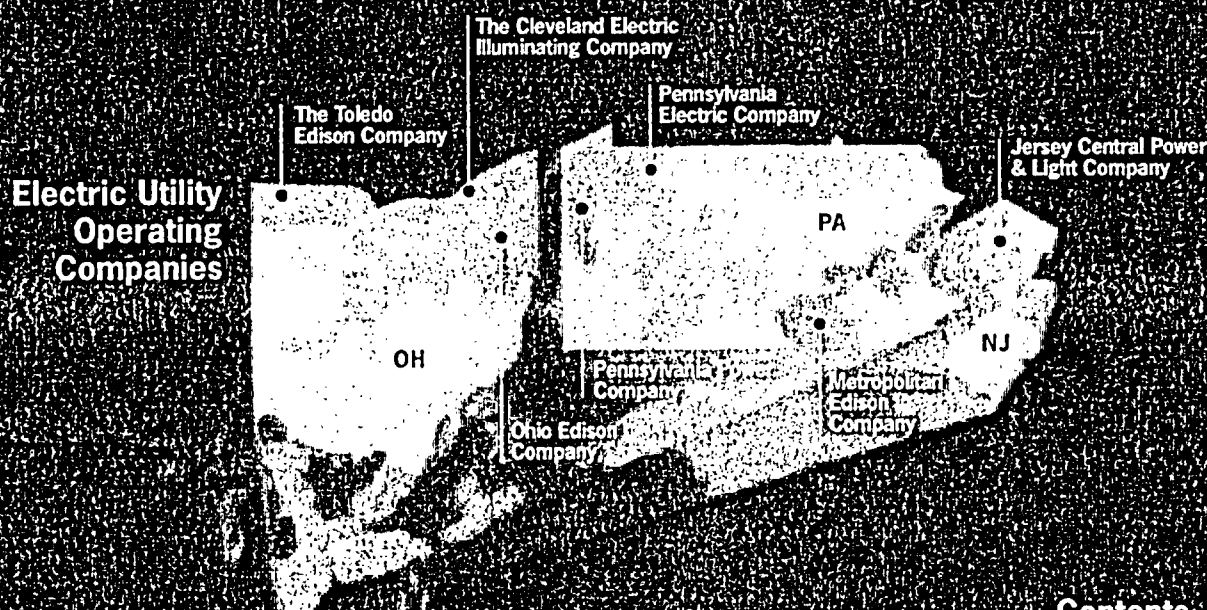 The Cleveland Electric
Illuminating Company
Pennsylvania
Electric Company
The Toledo
Edison Company
Jersey Central Power
& Light Company
Electric Utility
Operating
Companies
PA
OH
NJ
Pennsylvania Power
Company
Metropolitan
Edison
Company
Ohio Edison
Company